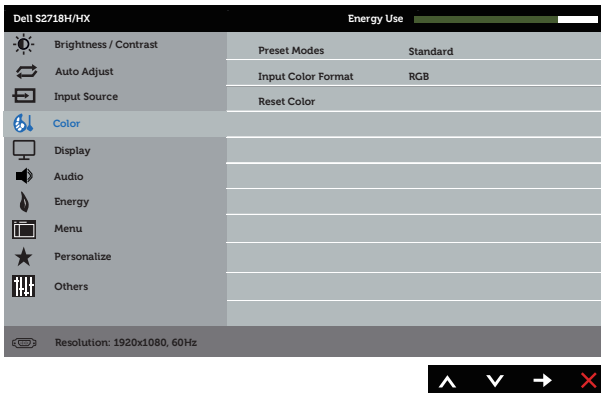 Dell S2718H/HX Energy Use
Brightness / Contrast
Auto Adjust
Input Source
Color
Display
Audio
Energy
Menu
Personalize
Others
Preset Modes Standard
Input Color Format RGB
Reset Color
Resolution: 1920x1080, 60Hz